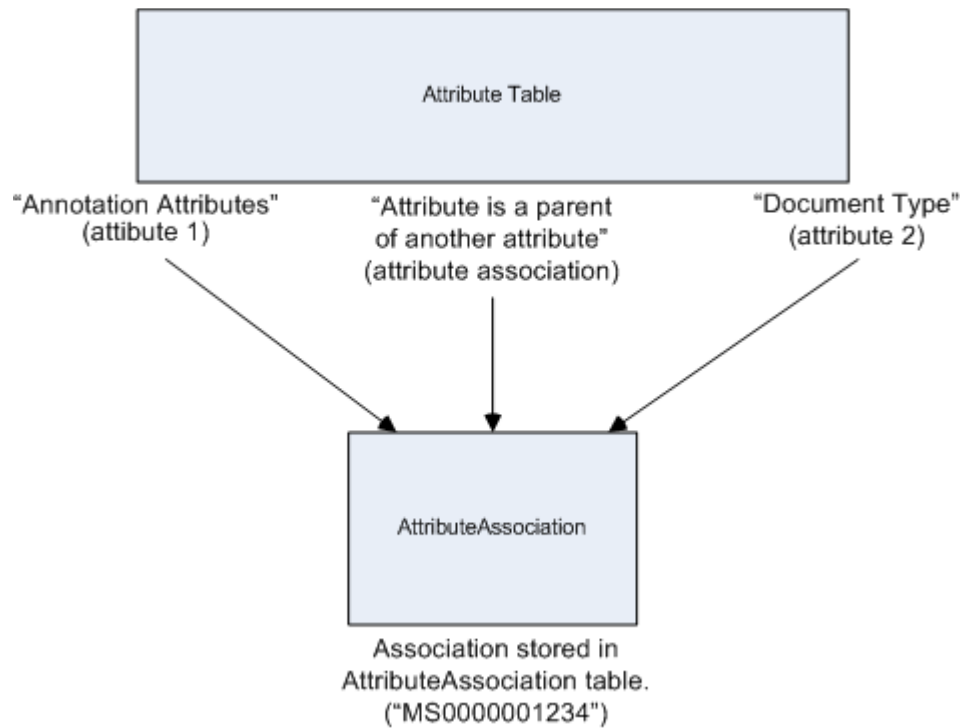 Attribute Table
“Annotation Attributes”
(attibute 1)
“Attribute is a parent
of another attribute”
(attribute association)
“Document Type”
(attribute 2)
AttributeAssociation
Association stored in
AttributeAssociation table.
(“MS0000001234”)